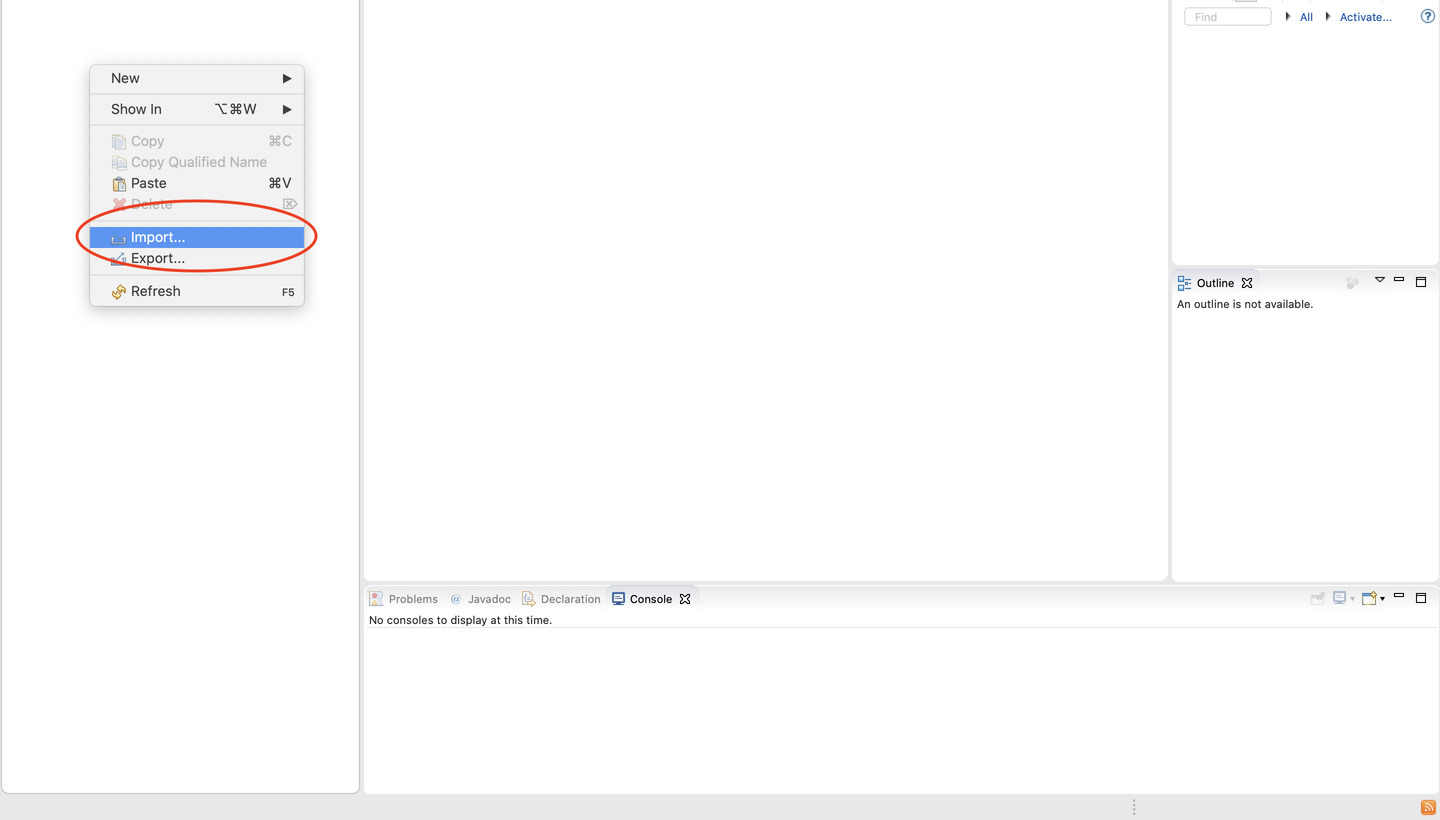 Find All Activate...
New
Show In ⌥⌘W
Copy ⌘C
Copy Qualified Name
Paste ⌘V
Delete
Import...
Export...
Refresh F5
Outline
An outline is not available.
Problems @ Javadoc Declaration Console
No consoles to display at this time.